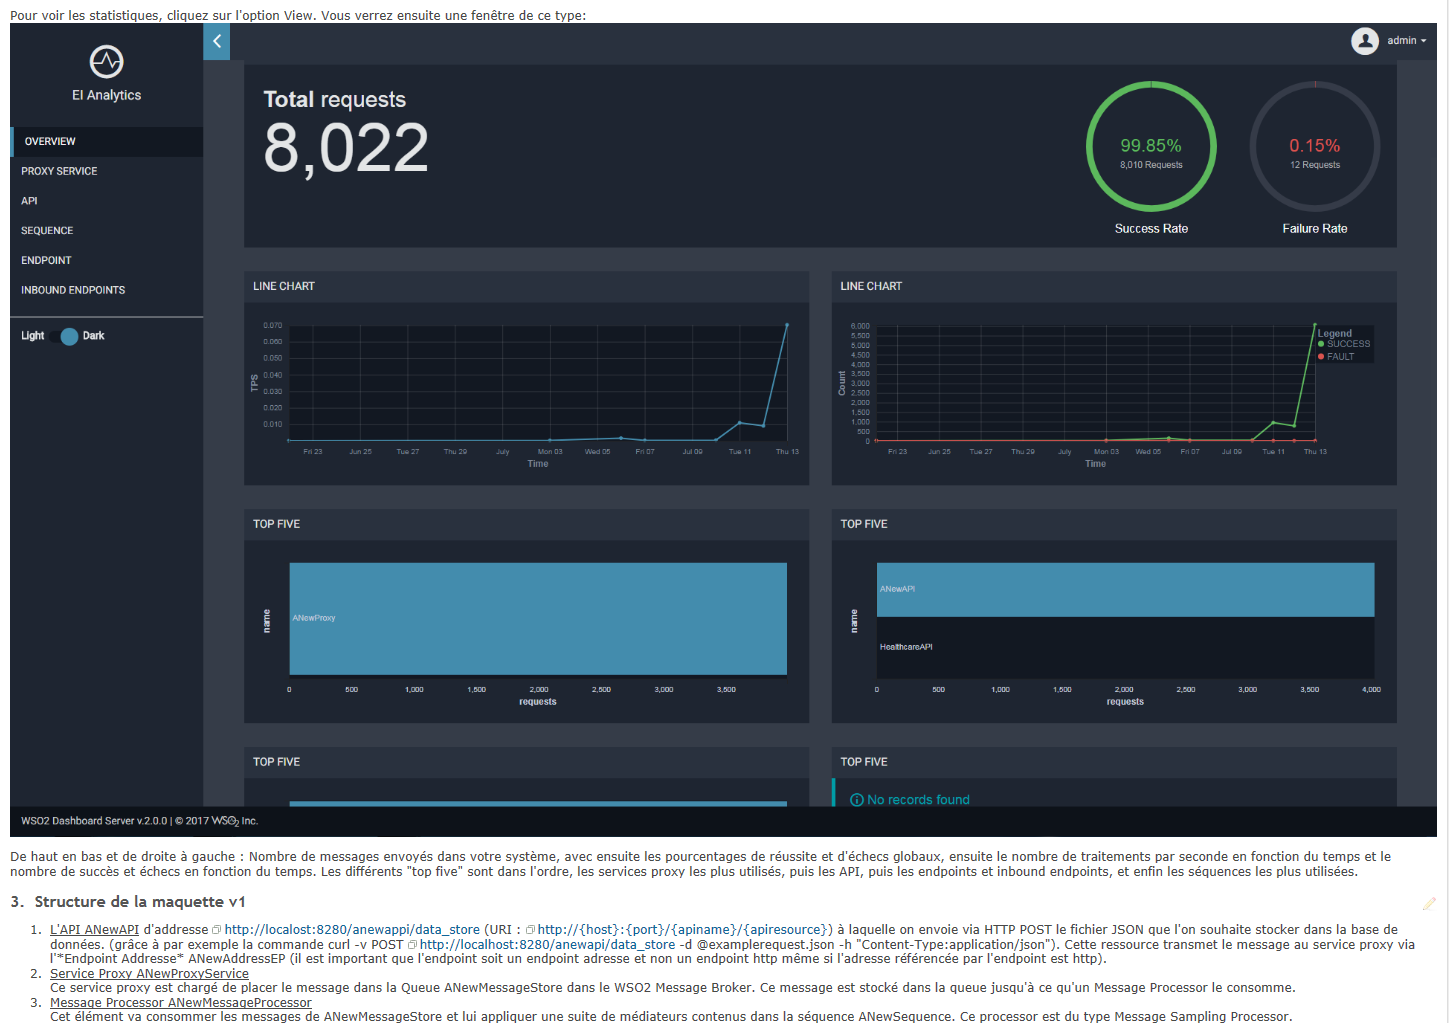 Pour voir les statistiques, cliquez sur l'option View. Vous verrez ensuite une fenêtre de ce type:
admin
EI Analytics
OVERVIEW
PROXY SERVICE
API
SEQUENCE
ENDPOINT
INBOUND ENDPOINTS
Light Dark
Total requests
8,022
99.85%
8,010 Requests
Success Rate
0.15%
12 Requests
Failure Rate
LINE CHART
0.070
0.060
0.050
0.040
0.030
0.020
0.010
TPS
Fri 23 Jun 25 Tue 27 Thu 29 July Mon 03 Wed 05 Fri 07 Jul 09 Tue 11 Thu 13
Time
LINE CHART
6,000
5,500
5,000
4,500
4,000
3,500
3,000
2,500
2,000
1,500
1,000
500
0
Count
Legend
SUCCESS
FAULT
Fri 23 Jun 25 Tue 27 Thu 29 July Mon 03 Wed 05 Fri 07 Jul 09 Tue 11 Thu 13
Time
TOP FIVE
name
ANewProxy
0 500 1,000 1,500 2,000 2,500 3,000 3,500
requests
TOP FIVE
name
ANewAPI
HealthcareAPI
0 500 1,000 1,500 2,000 2,500 3,000 3,500 4,000
requests
TOP FIVE
TOP FIVE
No records found
WSO2 Dashboard Server v.2.0.0 | © 2017 WSO2 Inc.
De haut en bas et de droite à gauche : Nombre de messages envoyés dans votre système, avec ensuite les pourcentages de réussite et d'échecs globaux, ensuite le nombre de traitements par seconde en fonction du temps et le
nombre de succès et échecs en fonction du temps. Les différents "top five" sont dans l'ordre, les services proxy les plus utilisés, puis les API, puis les endpoints et inbound endpoints, et enfin les séquences les plus utilisées.
3. Structure de la maquette v1
1. L'API ANewAPI d'addresse http://localost:8280/anewappi/data_store (URI : http://{host}:{port}/{apiname}/{apiresource}) à laquelle on envoie via HTTP POST le fichier JSON que l'on souhaite stocker dans la base de
données. (grâce à par exemple la commande curl -v POST http://localhost:8280/anewapi/data_store -d @examplerequest.json -h "Content-Type:application/json"). Cette ressource transmet le message au service proxy via
l'*Endpoint Addresse* ANewAddressEP (il est important que l'endpoint soit un endpoint adresse et non un endpoint http même si l'adresse référencée par l'endpoint est http).
2. Service Proxy ANewProxyService
Ce service proxy est chargé de placer le message dans la Queue ANewMessageStore dans le WSO2 Message Broker. Ce message est stocké dans la queue jusqu'à ce qu'un Message Processor le consomme.
3. Message Processor ANewMessageProcessor
Cet élément va consommer les messages de ANewMessageStore et lui appliquer une suite de médiateurs contenus dans la séquence ANewSequence. Ce processor est du type Message Sampling Processor.